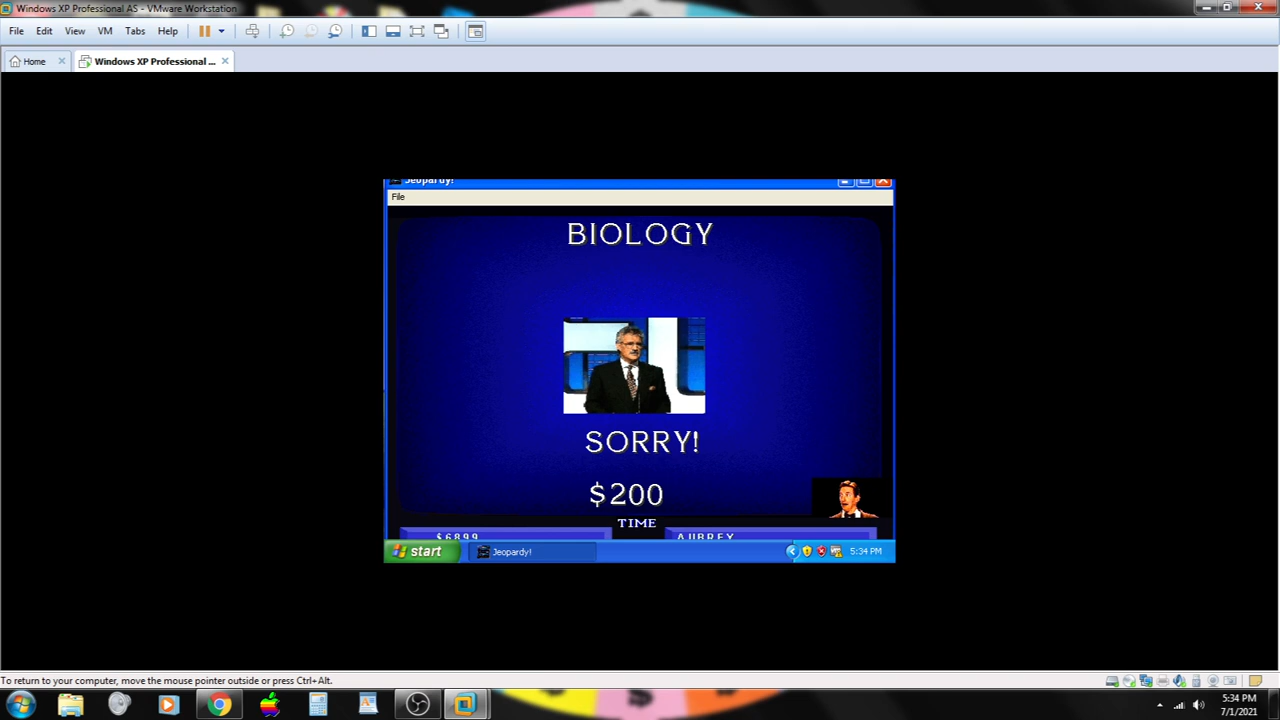 Windows XP Professional AS - VMware Workstation
File Edit View VM Tabs Help
Home Windows XP Professional ...
Jeopardy!
File
BIOLOGY
SORRY!
$200
TIME
$6899 AUBREY
start Jeopardy! 5:34 PM
To return to your computer, move the mouse pointer outside or press Ctrl+Alt.
5:34 PM
7/1/2021